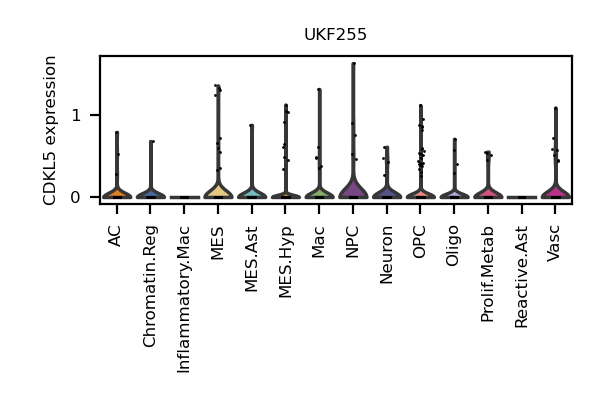 UKF255
CDKL5 expression
1
0
AC
Chromatin.Reg
Inflammatory.Mac
MES
MES.Ast
MES.Hyp
Mac
NPC
Neuron
OPC
Oligo
Prolif.Metab
Reactive.Ast
Vasc